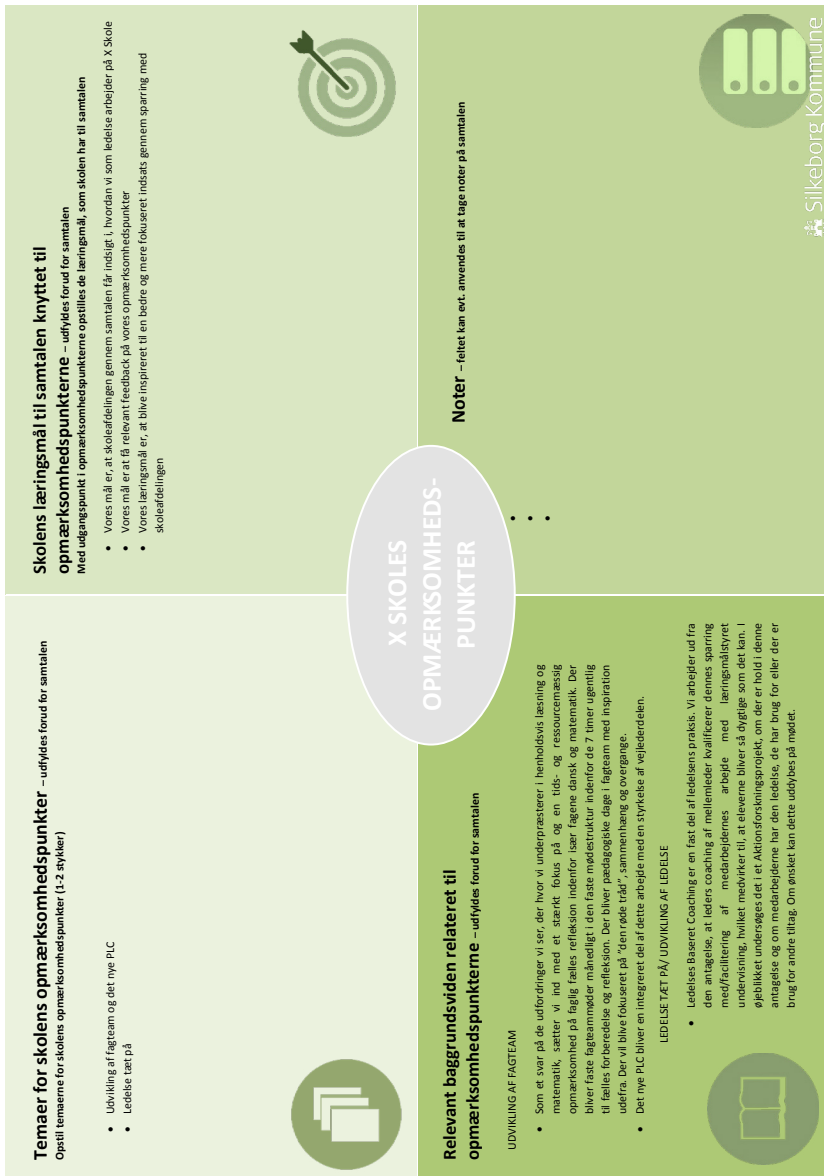 Temaer for skolens opmærksomhedspunkter – udfyldes forud for samtalen
Opstil temaerne for skolens opmærksomhedspunkter (1-2 stykker)
• Udvikling af fagteam og det nye PLC
• Ledelse tæt på
Skolens læringsmål til samtalen knyttet til
opmærksomhedspunkterne – udfyldes forud for samtalen
Med udgangspunkt i opmærksomhedspunkterne opstilles de læringsmål, som skolen har til samtalen
• Vores mål er, at skoleafdelingen gennem samtalen får indsigt i, hvordan vi som ledelse arbejder på X Skole
• Vores mål er at få relevant feedback på vores opmærksomhedspunkter
• Vores læringsmål er, at blive inspireret til en bedre og mere fokuseret indsats gennem sparring med
skoleafdelingen
X SKOLES
OPMÆRKSOMHEDS-
PUNKTER
Relevant baggrundsviden relateret til
opmærksomhedspunkterne – udfyldes forud for samtalen
UDVIKLING AF FAGTEAM
• Som et svar på de udfordringer vi ser, der hvor vi underpræsterer i henholdsvis læsning og
matematik, sætter vi ind med et stærkt fokus på og en tids- og ressourcemæssig
opmærksomhed på faglig fælles refleksion indenfor især fagene dansk og matematik. Der
bliver faste fagteammøder månedligt i den faste mødestruktur indenfor de 7 timer ugentlig
til fælles forberedelse og refleksion. Der bliver pædagogiske dage i fagteam med inspiration
udefra. Der vil blive fokuseret på ”den røde tråd”, sammenhæng og overgange.
• Det nye PLC bliver en integreret del af dette arbejde med en styrkelse af vejlederdelen.
LEDELSE TÆT PÅ/ UDVIKLING AF LEDELSE
• Ledelses Baseret Coaching er en fast del af ledelsens praksis. Vi arbejder ud fra
den antagelse, at leders coaching af mellemleder kvalificerer dennes sparring
med/facilitering af medarbejdernes arbejde med læringsmålstyret
undervisning, hvilket medvirker til, at eleverne bliver så dygtige som det kan. I
øjeblikket undersøges det i et Aktionsforskningsprojekt, om der er hold i denne
antagelse og om medarbejderne har den ledelse, de har brug for eller der er
brug for andre tiltag. Om ønsket kan dette uddybes på mødet.
Noter – feltet kan evt. anvendes til at tage noter på samtalen
•
•
•
Silkeborg Kommune